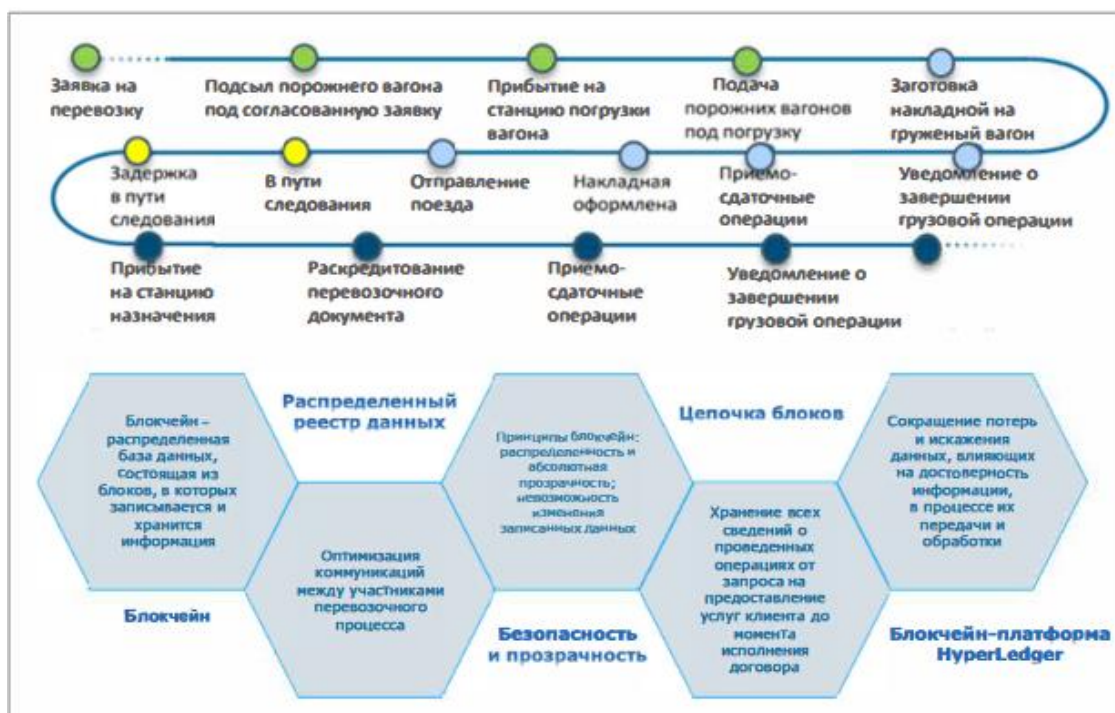 Заявка на
перевозку
Подсыл порожнего вагона
под согласованную заявку
Прибытие на
станцию погрузки
вагона
Подача
порожних вагонов
под погрузку
Заготовка
накладной на
груженый вагон
Задержка
в пути
следования
В пути
следования
Отправление
поезда
Накладная
оформлена
Приемо-
сдаточные
операции
Уведомление о
завершении
грузовой операции
Прибытие
на станцию
назначения
Раскредитование
перевозочного
документа
Приемо-
сдаточные
операции
Уведомление о
завершении
грузовой операции
Блокчейн –
распределенная
база данных,
состоящая из
блоков, в которых
записывается и
хранится
информация
Блокчейн
Распределенный
реестр данных
Оптимизация
коммуникаций
между участниками
перевозочного
процесса
Принципы блокчейн:
распределенность и
абсолютная
прозрачность;
невозможность
изменения
записанных данных
Безопасность
и прозрачность
Цепочка блоков
Хранение всех
сведений о
проведенных
операциях от
запроса на
предоставление
услуг клиента до
момента
исполнения
договора
Сокращение потерь
и искажения
данных, влияющих
на достоверность
информации,
в процессе их
передачи и
обработки
Блокчейн-платформа
HyperLedger